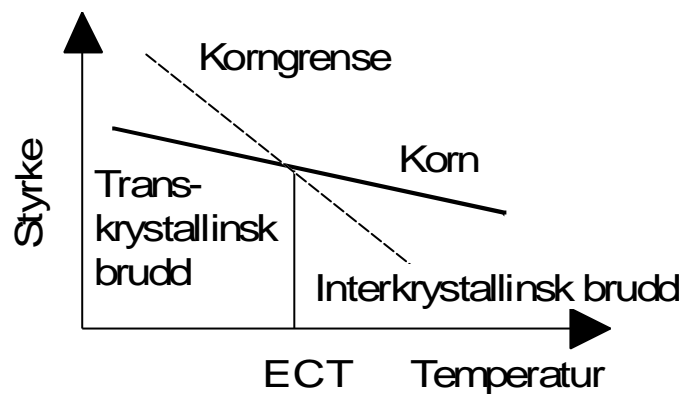 Korngrense
Styrke
Korn
Trans-
krystallinsk
brudd
Interkrystallinsk brudd
ECT
Temperatur